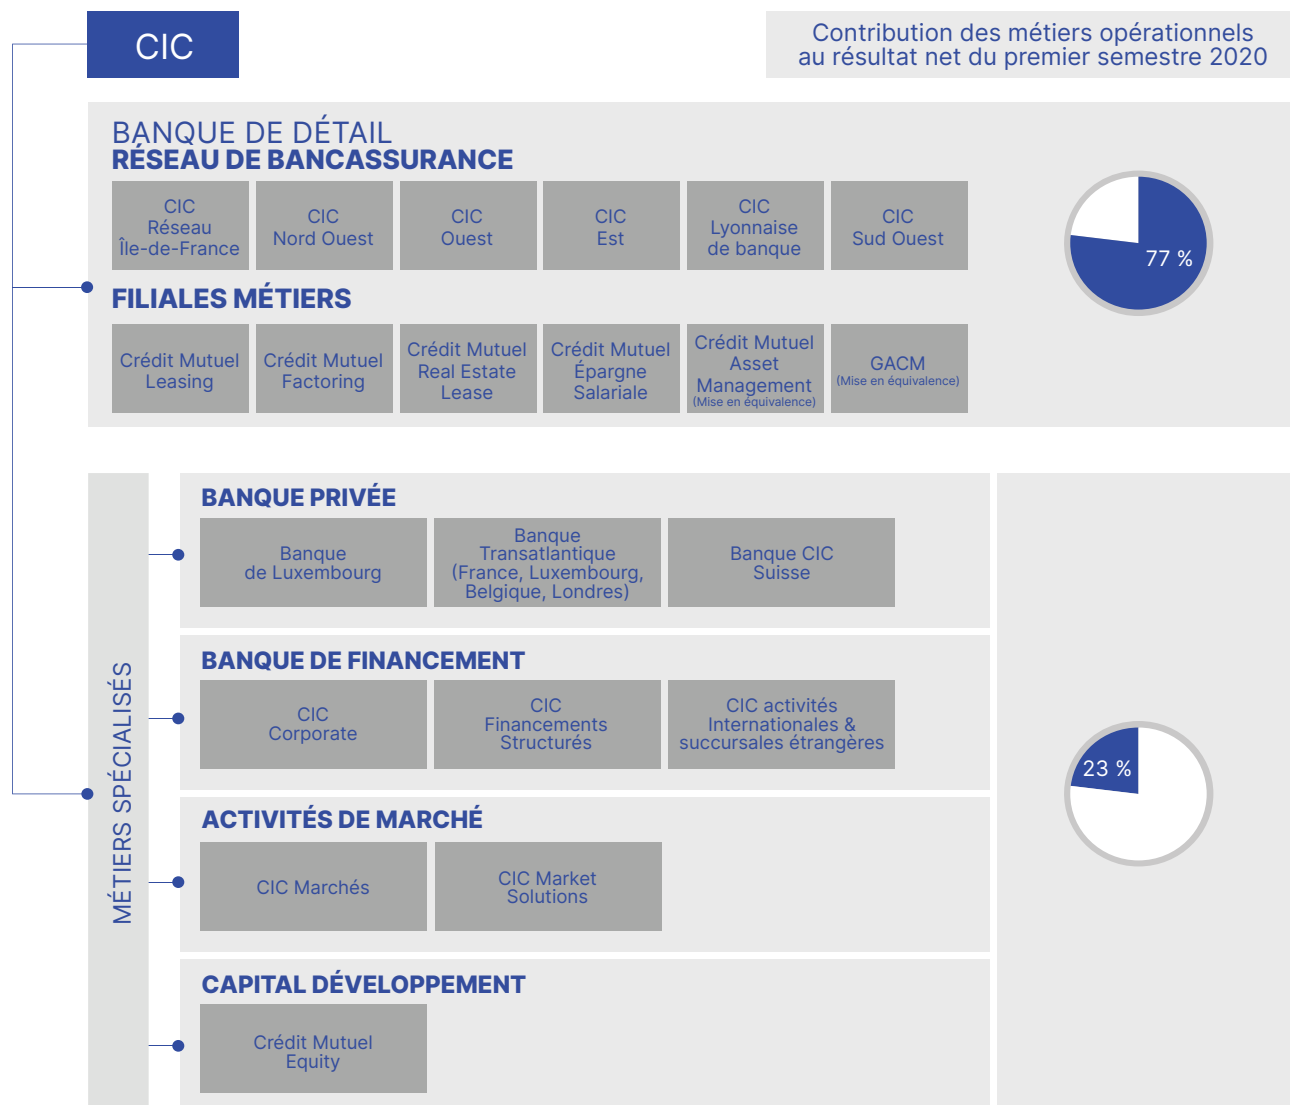 CIC
Contribution des métiers opérationnels
au résultat net du premier semestre 2020
BANQUE DE DÉTAIL
RÉSEAU DE BANCASSURANCE
CIC
Réseau
Île-de-France
CIC
Nord Ouest
CIC
Ouest
CIC
Est
CIC
Lyonnaise
de banque
CIC
Sud Ouest
77 %
FILIALES MÉTIERS
Crédit Mutuel
Leasing
Crédit Mutuel
Factoring
Crédit Mutuel
Real Estate
Lease
Crédit Mutuel
Épargne
Salariale
Crédit Mutuel
Asset
Management
(Mise en équivalence)
GACM
(Mise en équivalence)
MÉTIERS SPÉCIALISÉS
BANQUE PRIVÉE
Banque
de Luxembourg
Banque
Transatlantique
(France, Luxembourg,
Belgique, Londres)
Banque CIC
Suisse
BANQUE DE FINANCEMENT
CIC
Corporate
CIC
Financements
Structurés
CIC activités
Internationales &
succursales étrangères
23 %
ACTIVITÉS DE MARCHÉ
CIC Marchés
CIC Market
Solutions
CAPITAL DÉVELOPPEMENT
Crédit Mutuel
Equity